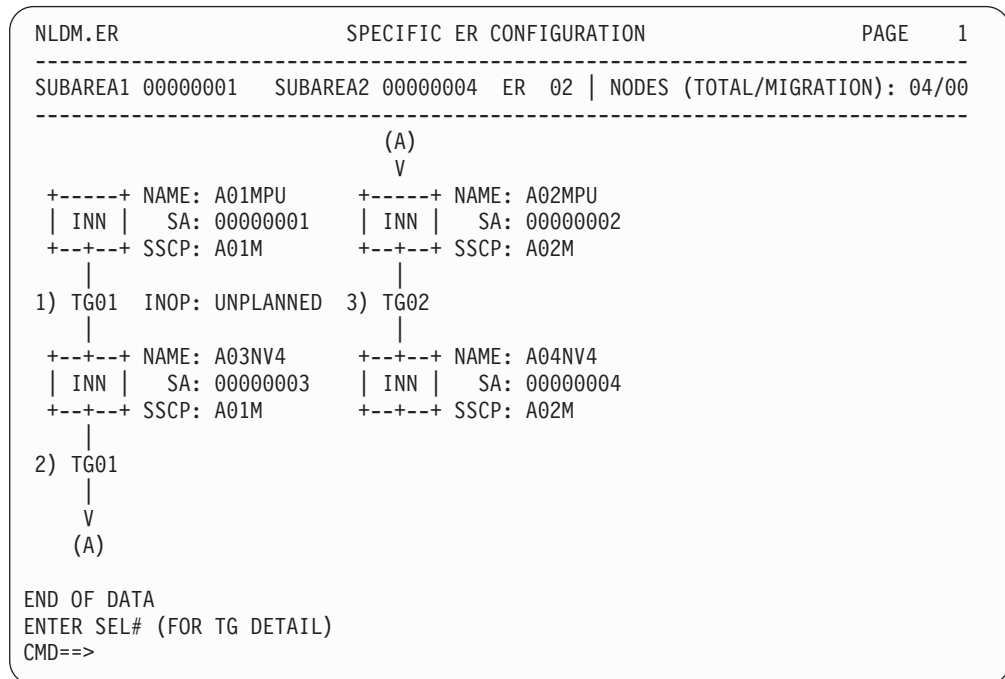 NLDM.ER                   SPECIFIC ER CONFIGURATION                  PAGE    1
------------------------------------------------------------------------------
SUBAREA1 00000001   SUBAREA2 00000004  ER  02 | NODES (TOTAL/MIGRATION): 04/00
------------------------------------------------------------------------------
                             (A)
                              V
 +-----+ NAME: A01MPU      +-----+ NAME: A02MPU
 | INN |   SA: 00000001    | INN |   SA: 00000002
 +--+--+ SSCP: A01M        +--+--+ SSCP: A02M
    |                         |
1) TG01  INOP: UNPLANNED  3) TG02
    |                         |
 +--+--+ NAME: A03NV4      +--+--+ NAME: A04NV4
 | INN |   SA: 00000003    | INN |   SA: 00000004
 +--+--+ SSCP: A01M        +--+--+ SSCP: A02M
    |
2) TG01
    |
    V
   (A)
END OF DATA
ENTER SEL# (FOR TG DETAIL)
CMD==>